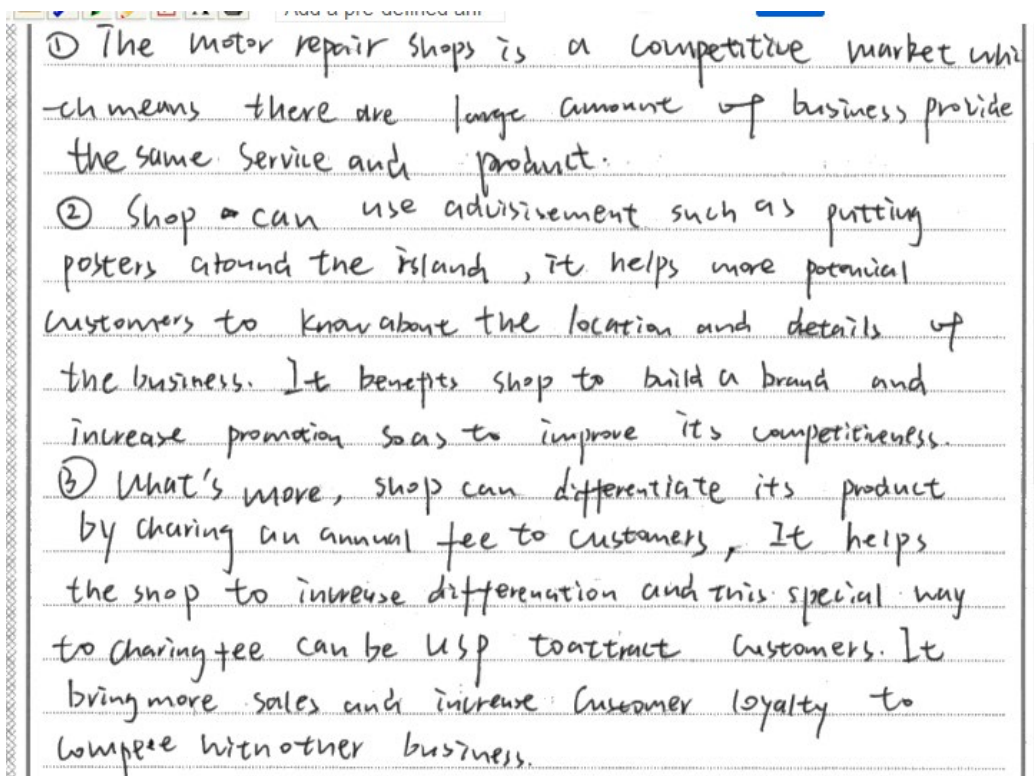 ① The motor repair shops is a competitive market whi
-ch means there are large amount of business provide
the same service and product.
② Shop can use advisisement such as putting
posters around the island, it helps more potenial
customers to know about the location and details of
the business. It benefits shop to build a brand and
increase promotion so as to improve its competitiveness.
③ What's more, shop can differentiate its product
by charing an annual fee to customers, It helps
the shop to increase differenation and this special way
to charing fee can be USP to attract customers. It
bring more sales and increase customer loyalty to
compete with other business.